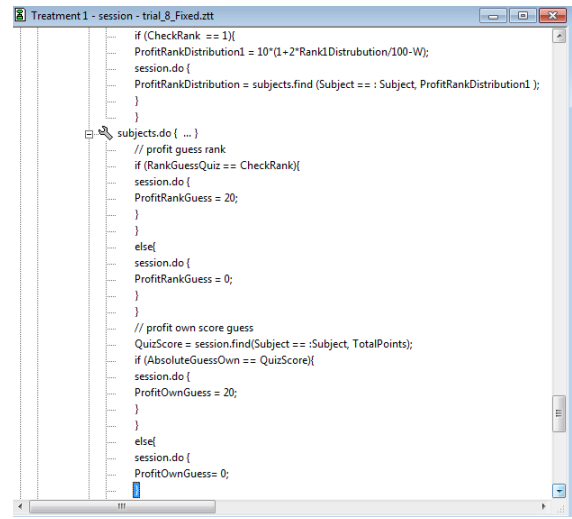 Treatment 1 - session - trial_8_Fixed.ztt
if (CheckRank == 1){
ProfitRankDistribution1 = 10*(1+2*Rank1Distrubution/100-W);
session.do {
ProfitRankDistribution = subjects.find (Subject == : Subject, ProfitRankDistribution1 );
}
}
subjects.do { ... }
// profit guess rank
if (RankGuessQuiz == CheckRank){
session.do {
ProfitRankGuess = 20;
}
}
else{
session.do {
ProfitRankGuess = 0;
}
}
// profit own score guess
QuizScore = session.find(Subject == :Subject, TotalPoints);
if (AbsoluteGuessOwn == QuizScore){
session.do {
ProfitOwnGuess = 20;
}
}
else{
session.do {
ProfitOwnGuess= 0;
}